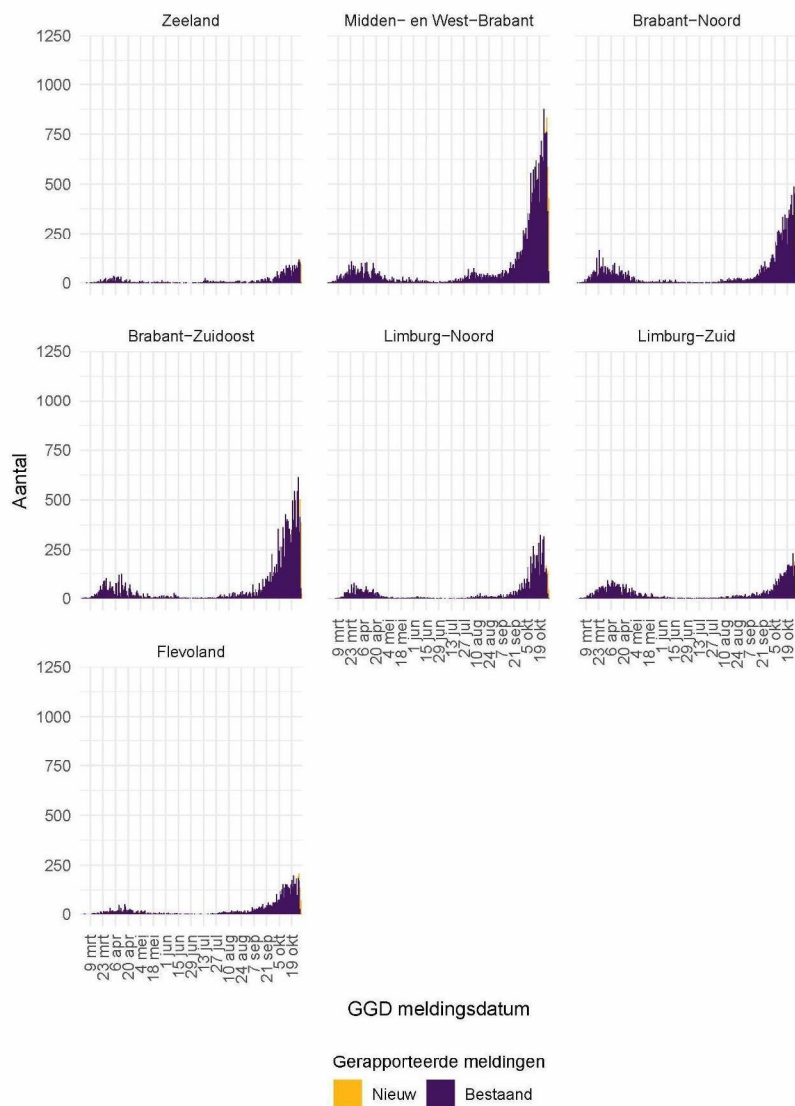 Zeeland
Midden- en West-Brabant
Brabant-Noord
1250
1000
750
500
250
0
Brabant-Zuidoost
Limburg-Noord
Limburg-Zuid
1250
1000
750
500
250
0
Aantal
9 mrt
23 mrt
6 apr
20 apr
4 mei
18 mei
1 jun
15 jun
29 jun
13 jul
27 jul
10 aug
24 aug
7 sep
21 sep
5 okt
19 okt
9 mrt
23 mrt
6 apr
20 apr
4 mei
18 mei
1 jun
15 jun
29 jun
13 jul
27 jul
10 aug
24 aug
7 sep
21 sep
5 okt
19 okt
Flevoland
1250
1000
750
500
250
0
9 mrt
23 mrt
6 apr
20 apr
4 mei
18 mei
1 jun
15 jun
29 jun
13 jul
27 jul
10 aug
24 aug
7 sep
21 sep
5 okt
19 okt
GGD meldingsdatum
Gerapporteerde meldingen
Nieuw
Bestaand